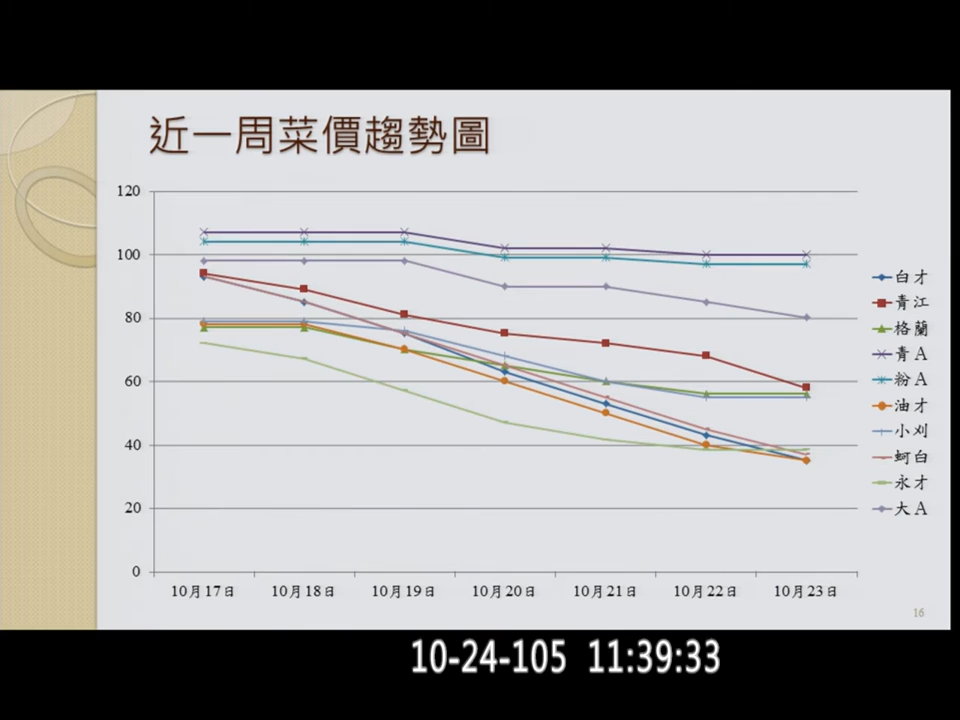 近一周菜價趨勢圖
120
100
80
60
40
20
0
10月17日 10月18日 10月19日 10月20日 10月21日 10月22日 10月23日
白才
青江
格蘭
青A
粉A
油才
小刈
蚵白
永才
大A
16
10-24-105 11:39:33